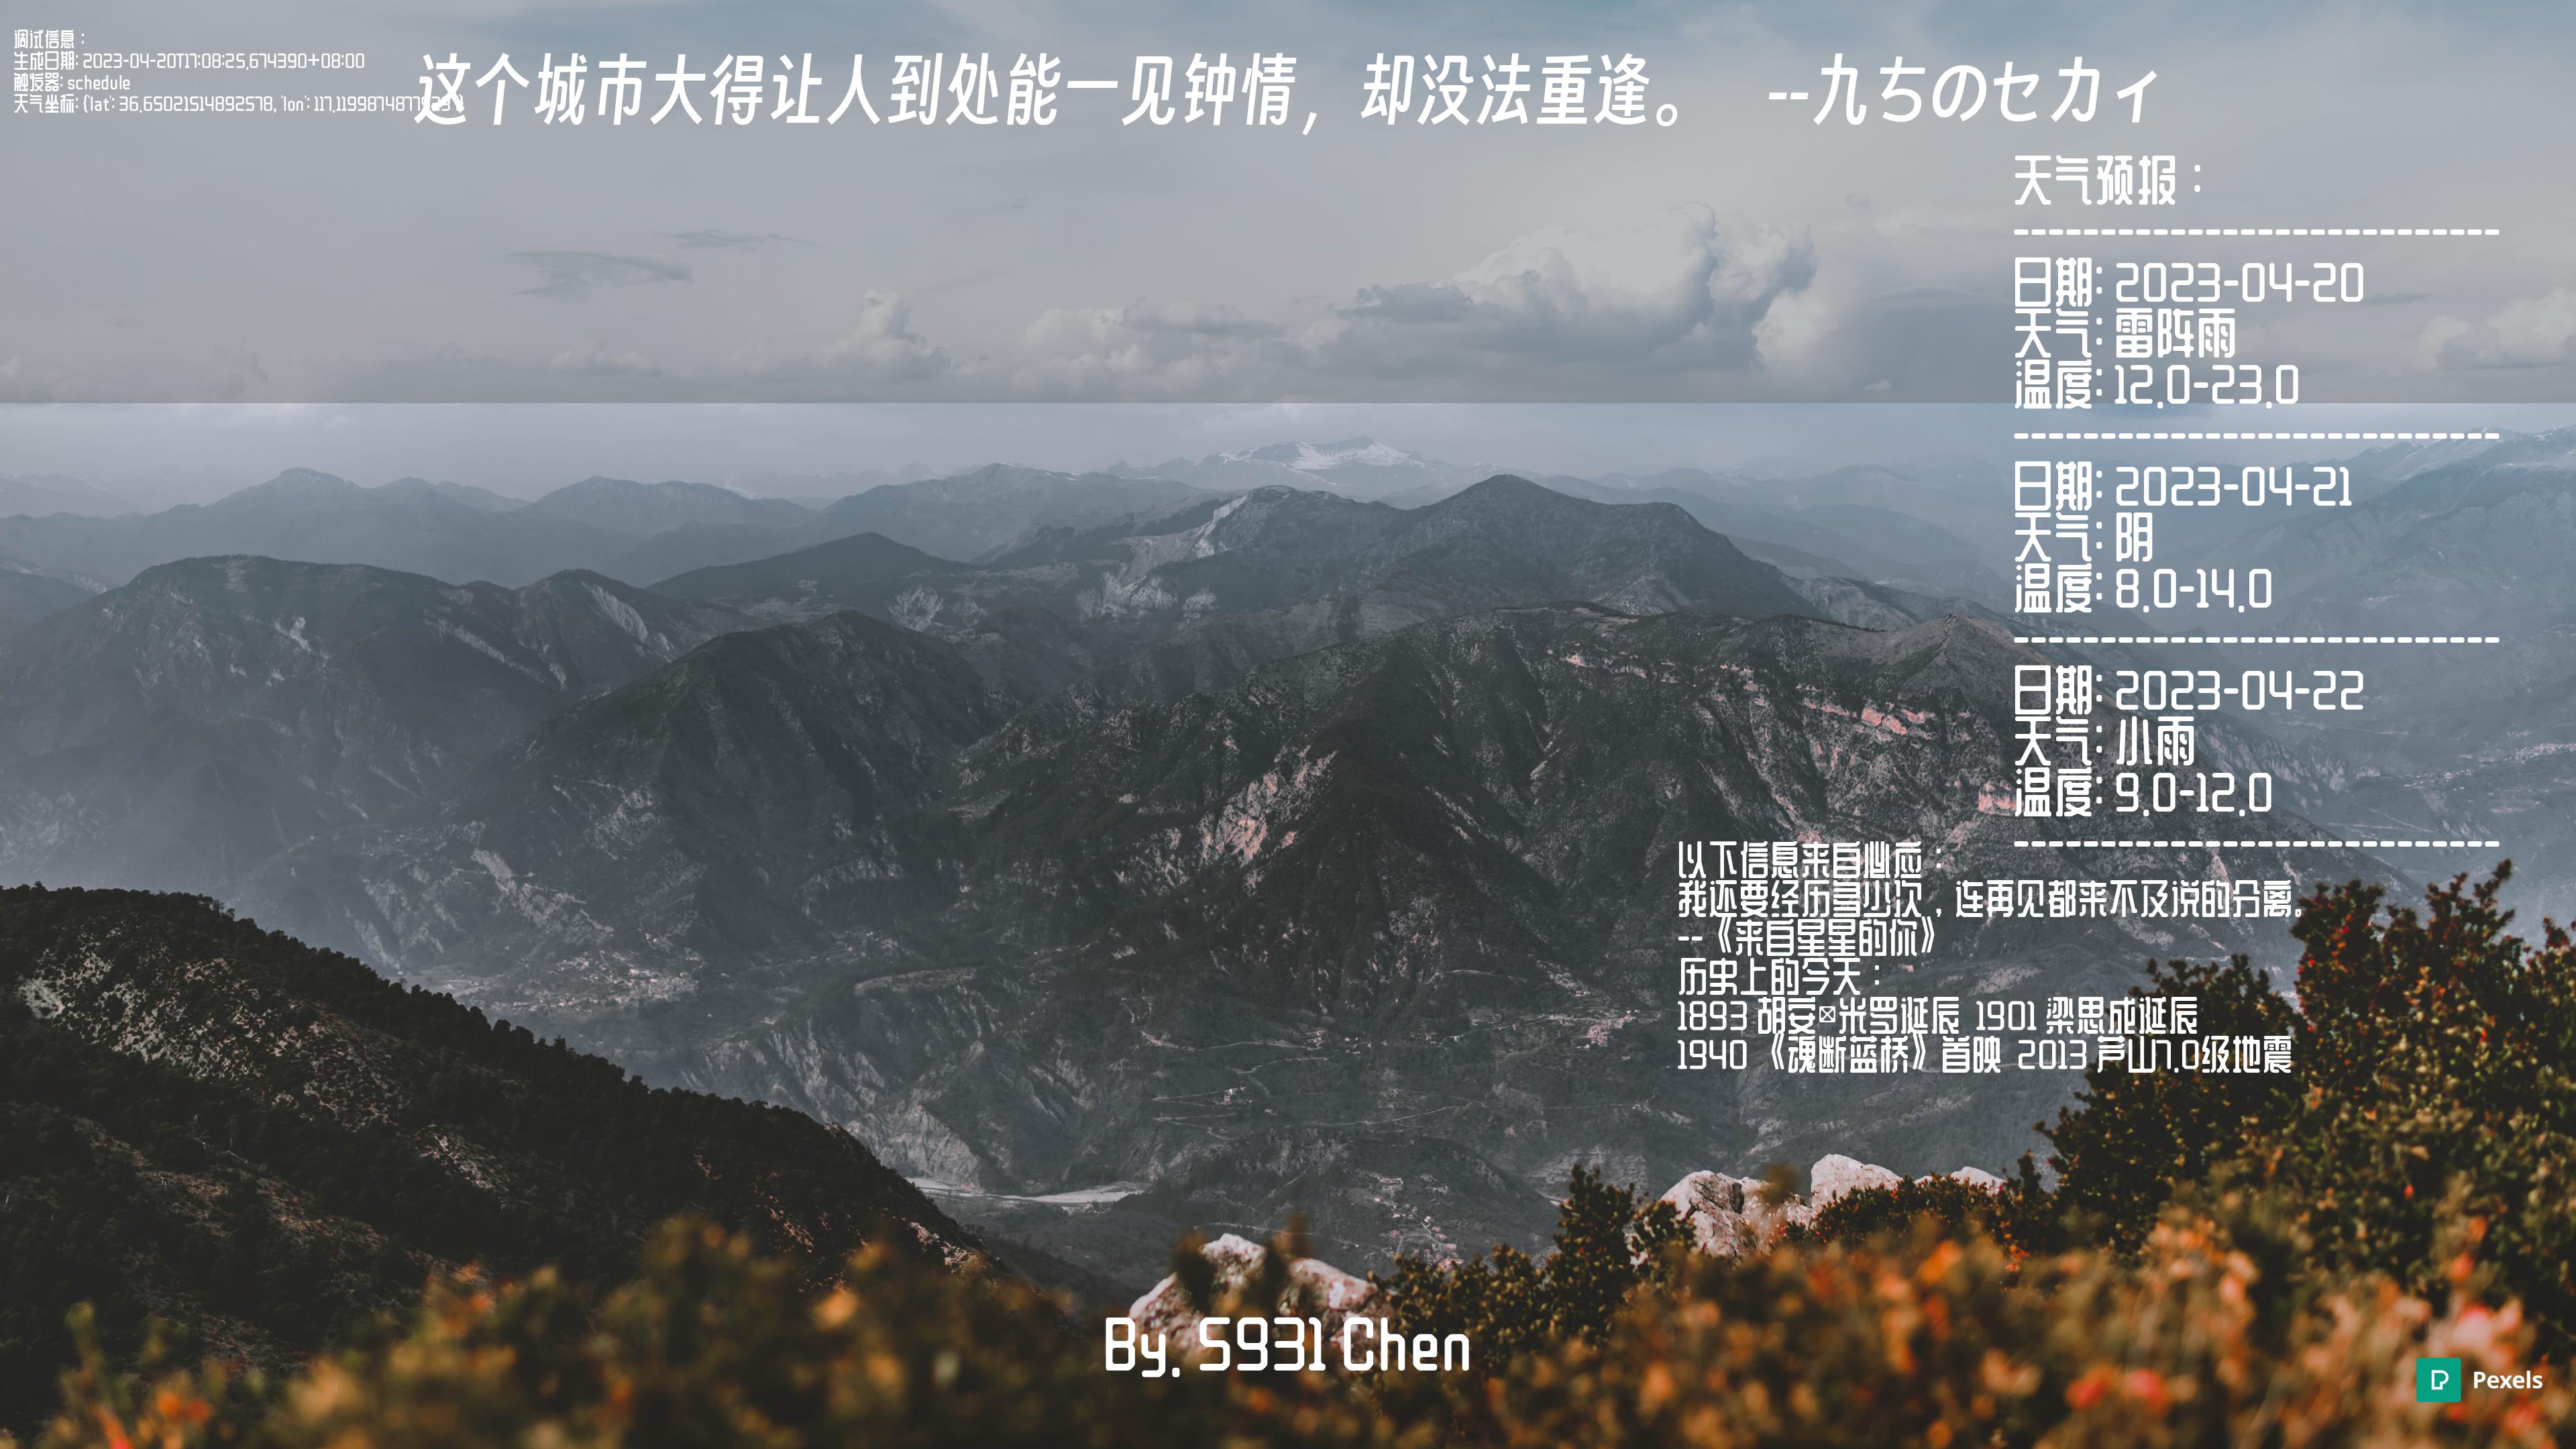 调试信息：
生成日期: 2023-04-20T17:08:25.674390+08:00
触发器: schedule
天气坐标: {'lat': 36.65021514892578, 'lon': 117.1199874877
这个城市大得让人到处能一见钟情，却没法重逢。 --九ちのセカィ
天气预报：
----------------------------
日期: 2023-04-20
天气: 雷阵雨
温度: 12.0-23.0
----------------------------
日期: 2023-04-21
天气: 阴
温度: 8.0-14.0
----------------------------
日期: 2023-04-22
天气: 小雨
温度: 9.0-12.0
----------------------------
以下信息来自必应：
我还要经历多少次，连再见都来不及说的分离。
--《来自星星的你》
历史上的今天：
1893 胡安☒米罗诞辰 1901 梁思成诞辰
1940 《魂断蓝桥》首映 2013 芦山7.0级地震
By. S931 Chen
Pexels